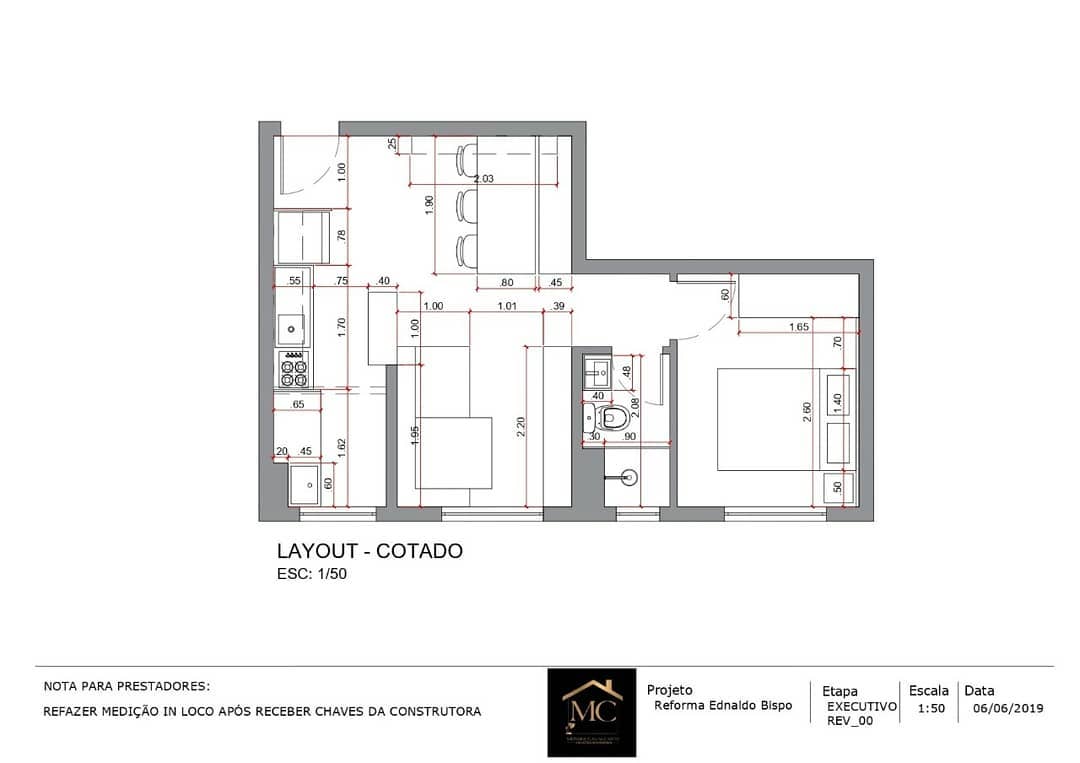 .25
1.00
2.03
1.90
.78
.55
.75
.40
.80
.45
.60
1.00
1.01
.39
1.00
1.70
1.65
.70
.48
.40
2.08
.65
1.40
2.60
2.20
1.95
.30
.90
1.62
20
.45
.60
.50
LAYOUT - COTADO
ESC: 1/50
NOTA PARA PRESTADORES:
REFAZER MEDIÇÃO IN LOCO APÓS RECEBER CHAVES DA CONSTRUTORA
MC
Projeto
Reforma Ednaldo Bispo
Etapa
EXECUTIVO
REV_00
Escala
1:50
Data
06/06/2019